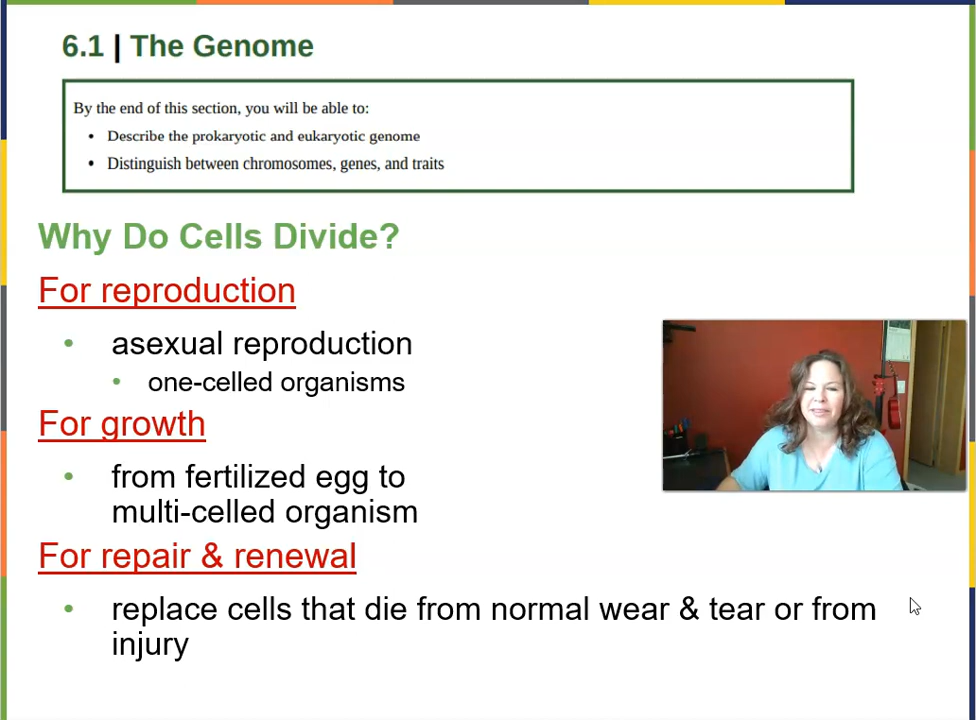 6.1 | The Genome
By the end of this section, you will be able to:
• Describe the prokaryotic and eukaryotic genome
• Distinguish between chromosomes, genes, and traits
Why Do Cells Divide?
For reproduction
• asexual reproduction
• one-celled organisms
For growth
• from fertilized egg to
multi-celled organism
For repair & renewal
• replace cells that die from normal wear & tear or from
injury